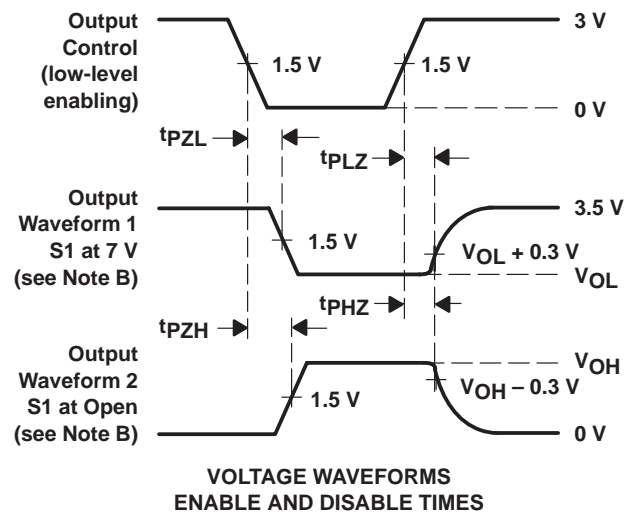 Output
Control
(low-level
enabling)
3 V
1.5 V
1.5 V
0 V
tPZL
tPLZ
Output
Waveform 1
S1 at 7 V
(see Note B)
3.5 V
1.5 V
VOL + 0.3 V
VOL
tPHZ
tPZH
Output
Waveform 2
S1 at Open
(see Note B)
VOH
1.5 V
VOH – 0.3 V
0 V
VOLTAGE WAVEFORMS
ENABLE AND DISABLE TIMES